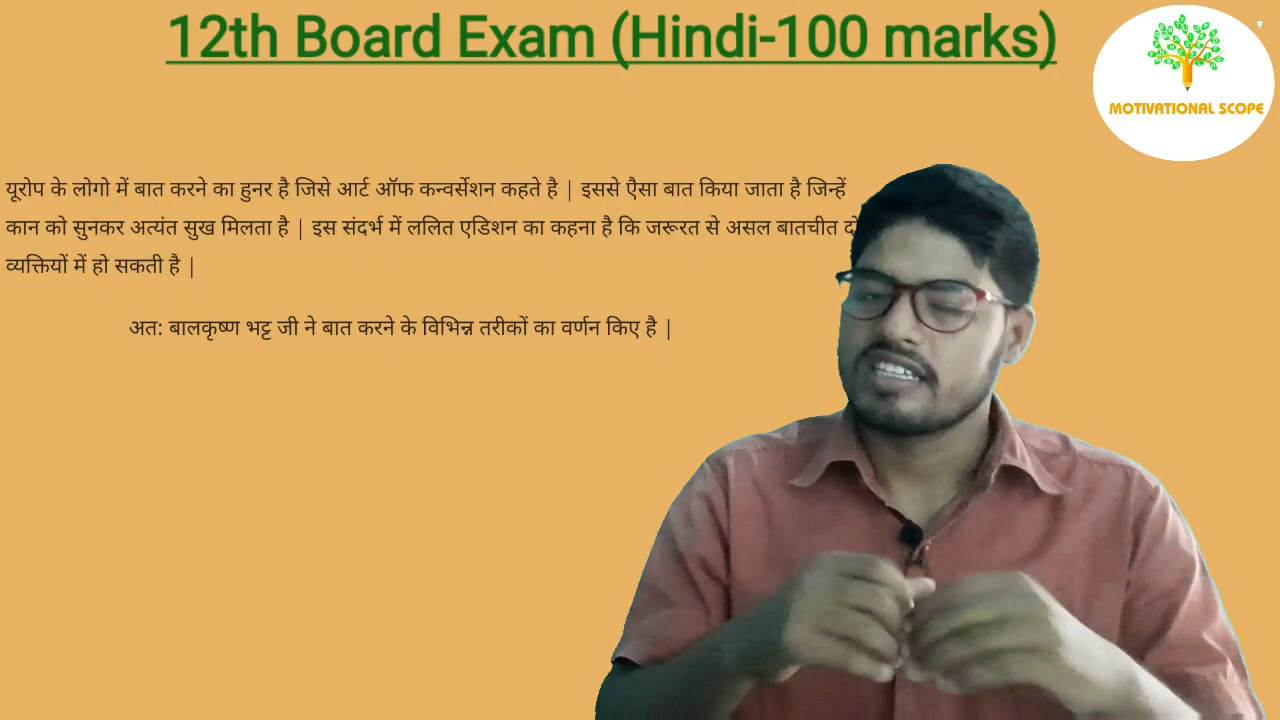 12th Board Exam (Hindi-100 marks)
MOTIVATIONAL SCOPE
यूरोप के लोगो में बात करने का हुनर है जिसे आर्ट ऑफ कन्वर्सेशन कहते है | इससे एैसा बात किया जाता है जिन्हें
कान को सुनकर अत्यंत सुख मिलता है | इस संदर्भ में ललित एडिशन का कहना है कि जरूरत से असल बातचीत दो
व्यक्तियों में हो सकती है |
अत: बालकृष्ण भट्ट जी ने बात करने के विभिन्न तरीकों का वर्णन किए है |